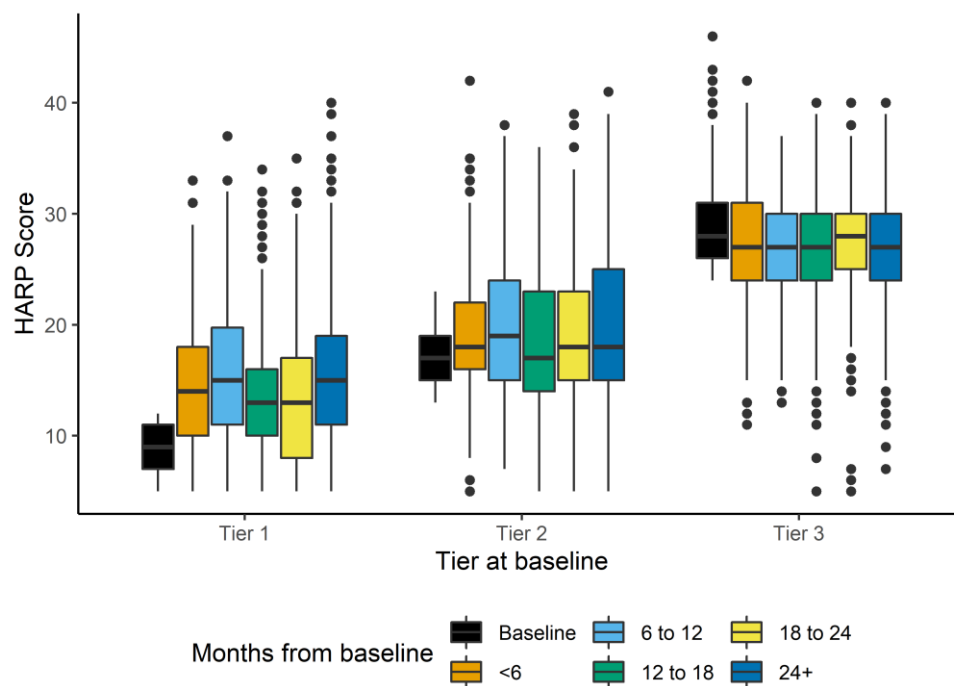 HARP Score
40
30
20
10
Tier 1 Tier 2 Tier 3
Tier at baseline
Months from baseline
Baseline 6 to 12 18 to 24
<6 12 to 18 24+